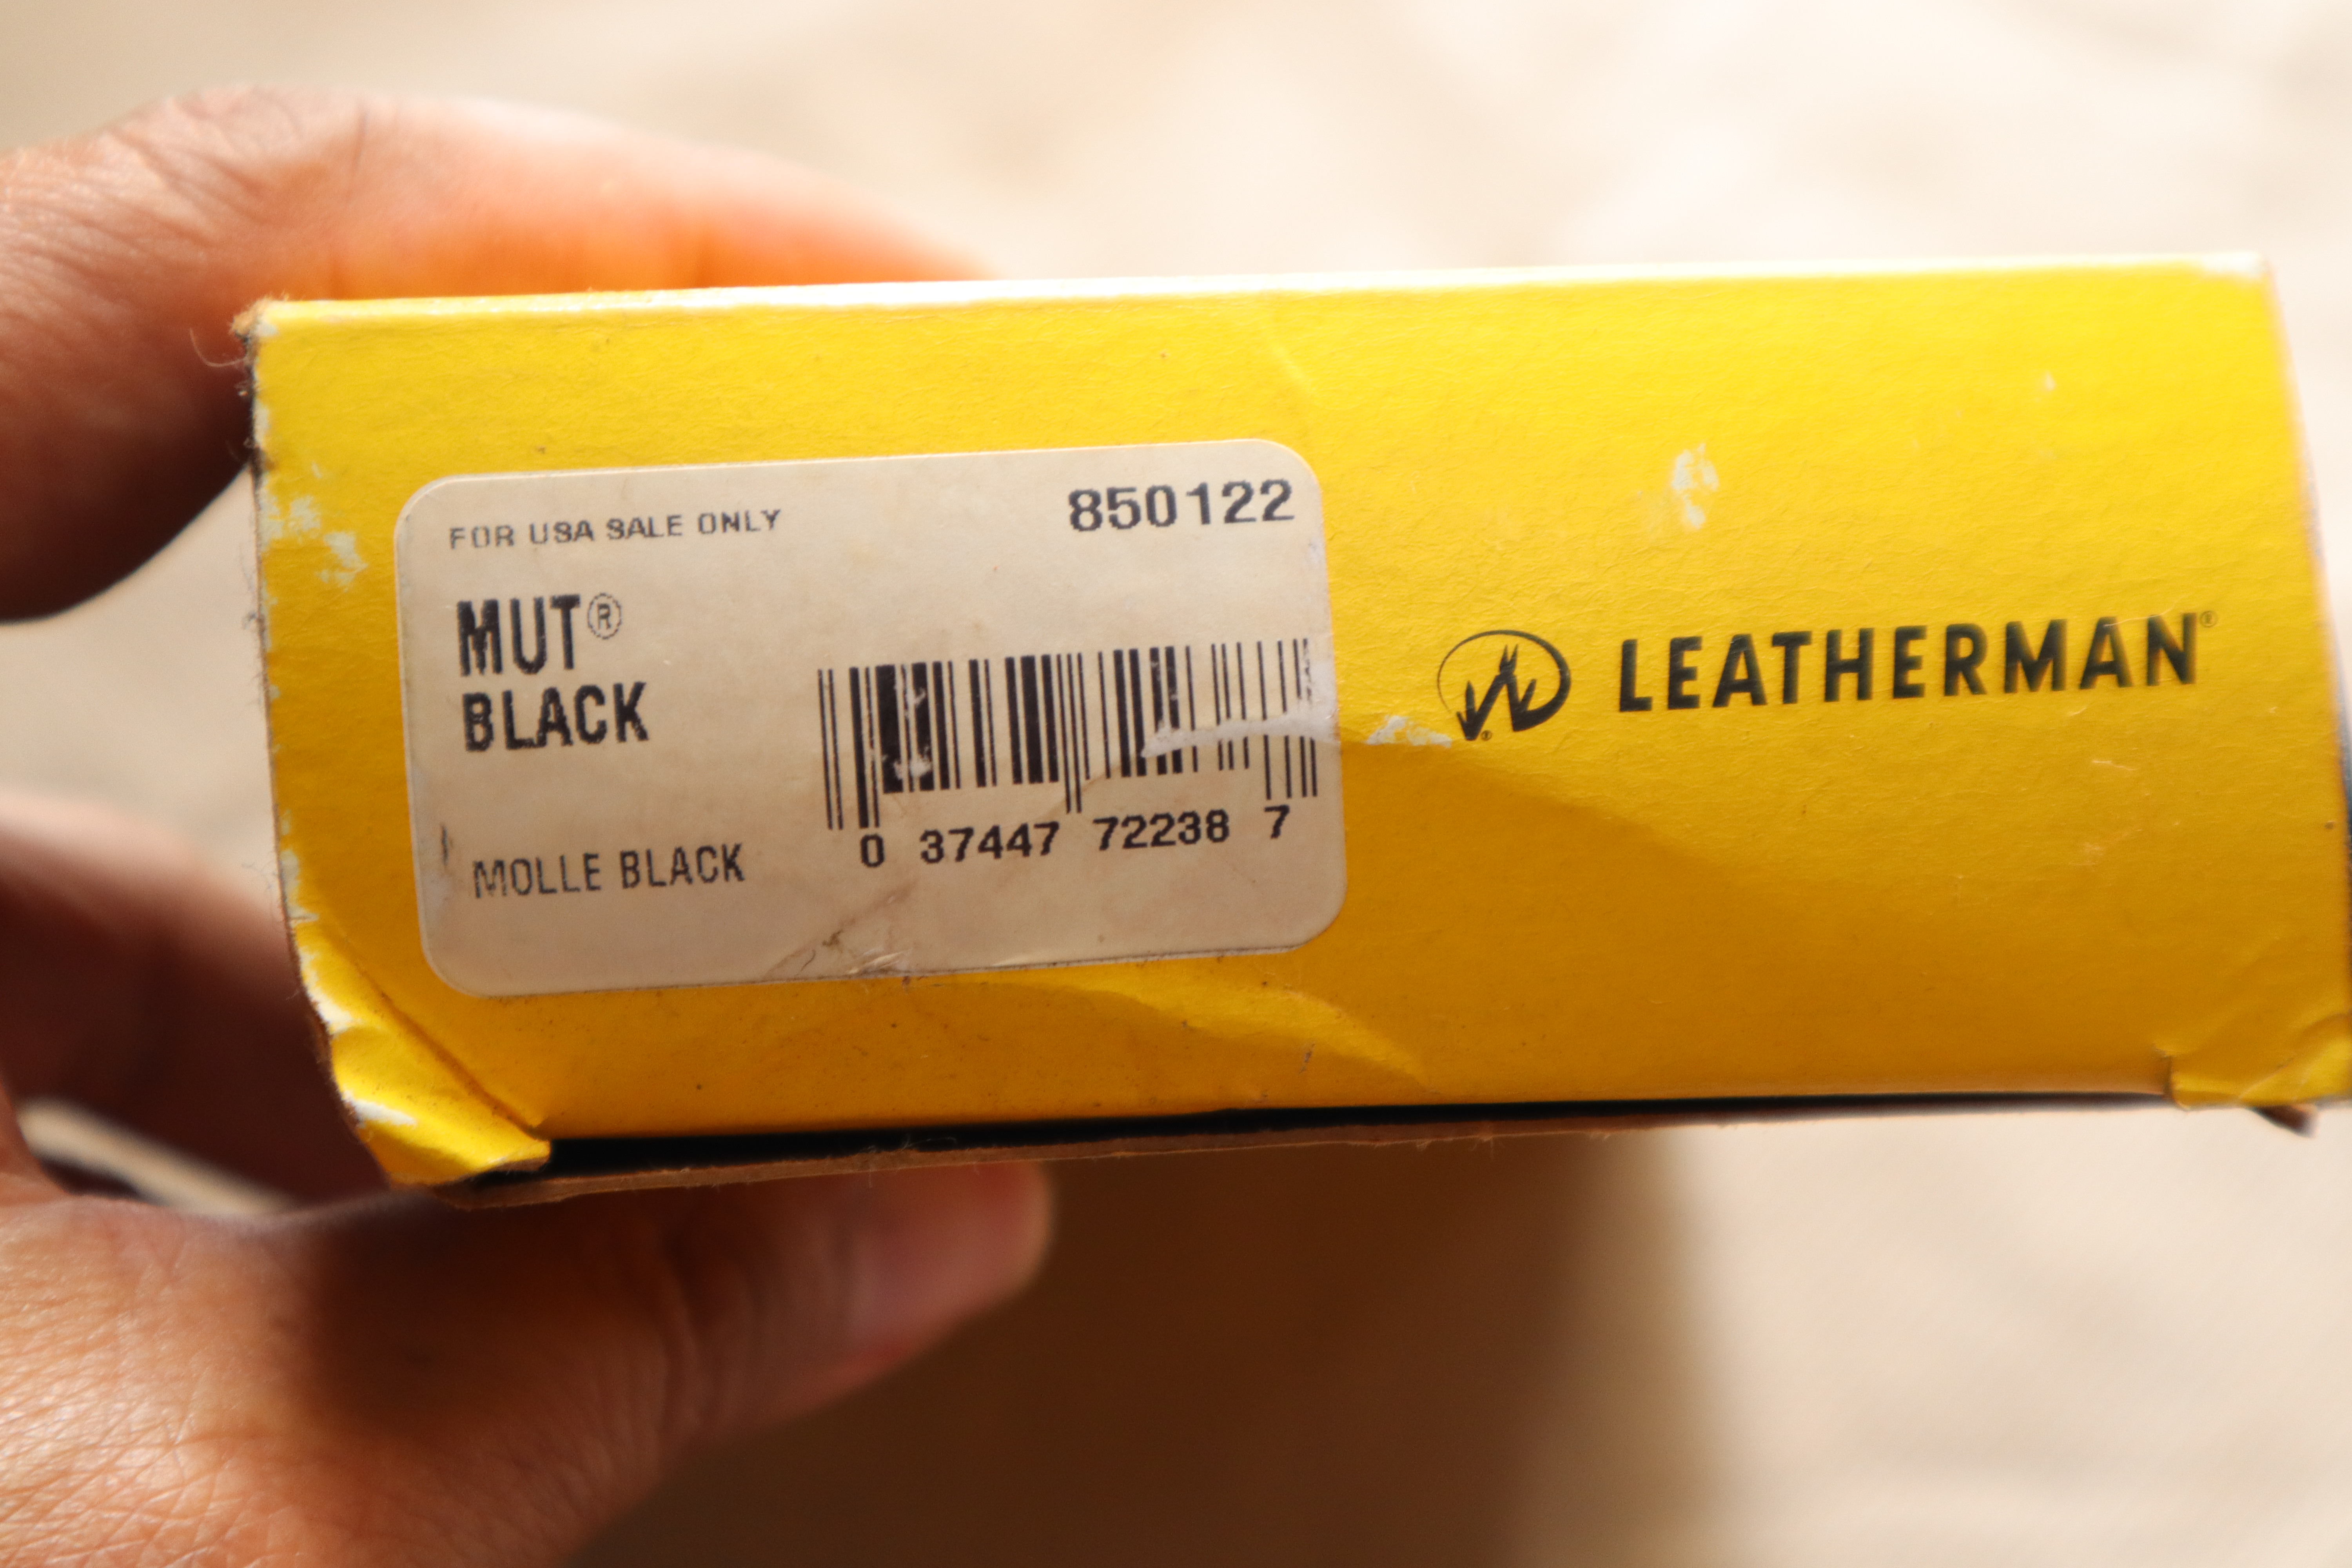 FOR USA SALE ONLY
850122
MUT®
BLACK
MOLLE BLACK
0 37447 72238 7
LEATHERMAN®